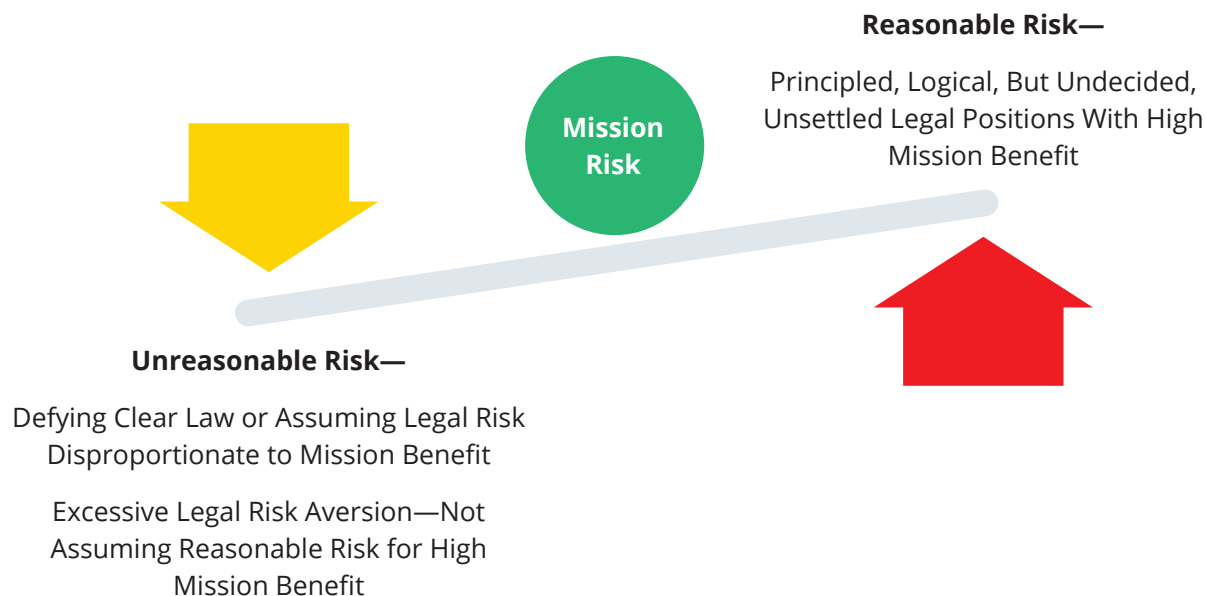 Reasonable Risk—
Principled, Logical, But Undecided,
Unsettled Legal Positions With High
Mission Benefit
Mission
Risk
Unreasonable Risk—
Defying Clear Law or Assuming Legal Risk
Disproportionate to Mission Benefit
Excessive Legal Risk Aversion—Not
Assuming Reasonable Risk for High
Mission Benefit